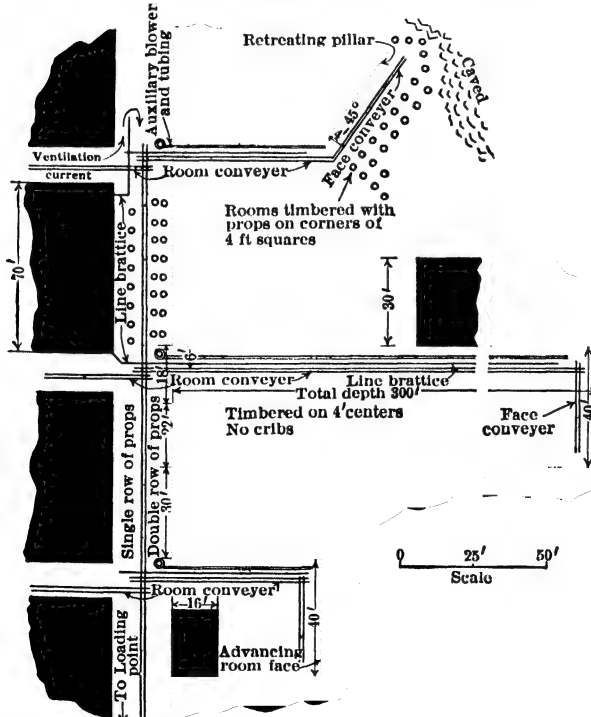 Retreating pillar
Caved
Auxiliary blower
and tubing
45°
Face conveyer
Ventilation
current
Room conveyer
Rooms timbered with
props on corners of
4 ft squares
70'
Line brattice
30'
6'
18'
Room conveyer
Line brattice
Total depth 300'
Timbered on 4' centers
No cribs
Face
conveyer
40'
Single row of props
Double row of props
22'
30'
0 25' 50'
Scale
Room conveyer
16'
40'
Advancing
room face
To Loading
point